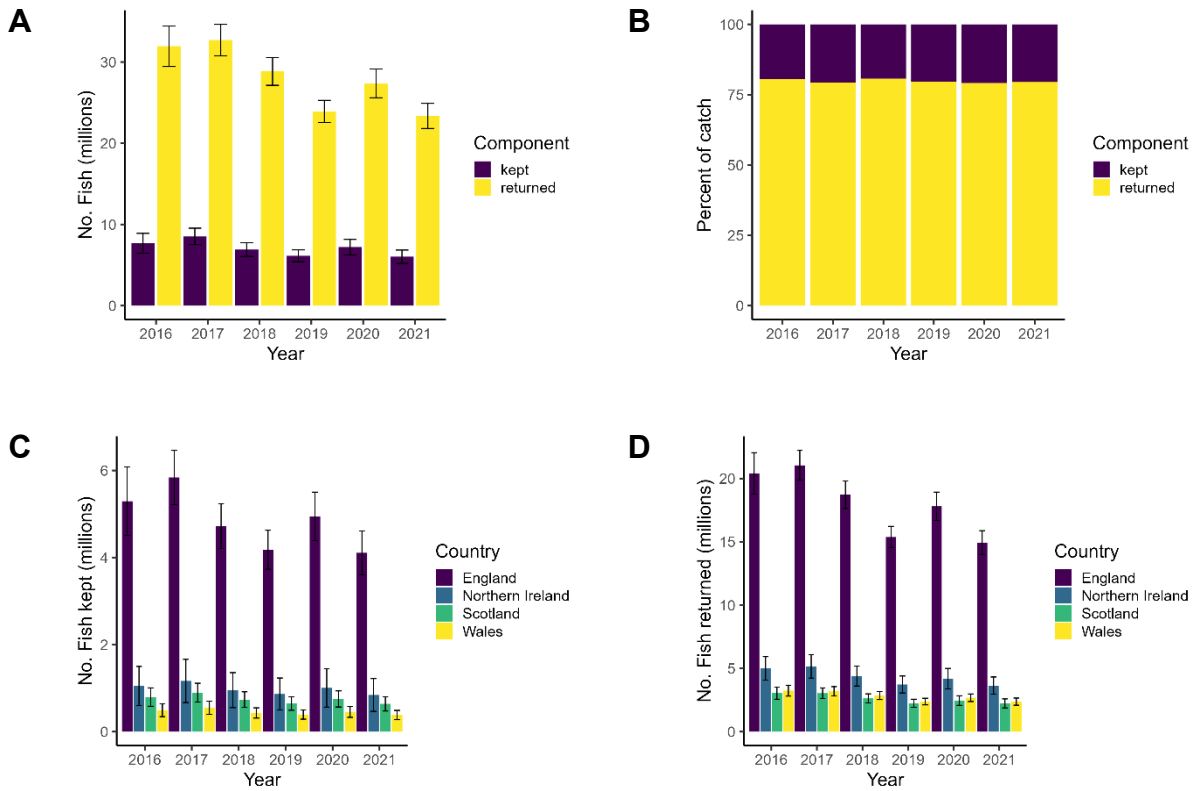 A
No. Fish (millions)
30
20
10
0
2016 2017 2018 2019 2020 2021
Year
Component
kept
returned
B
Percent of catch
100
75
50
25
0
2016 2017 2018 2019 2020 2021
Year
Component
kept
returned
C
No. Fish kept (millions)
6
4
2
0
2016 2017 2018 2019 2020 2021
Year
Country
England
Northern Ireland
Scotland
Wales
D
No. Fish returned (millions)
20
15
10
5
0
2016 2017 2018 2019 2020 2021
Year
Country
England
Northern Ireland
Scotland
Wales